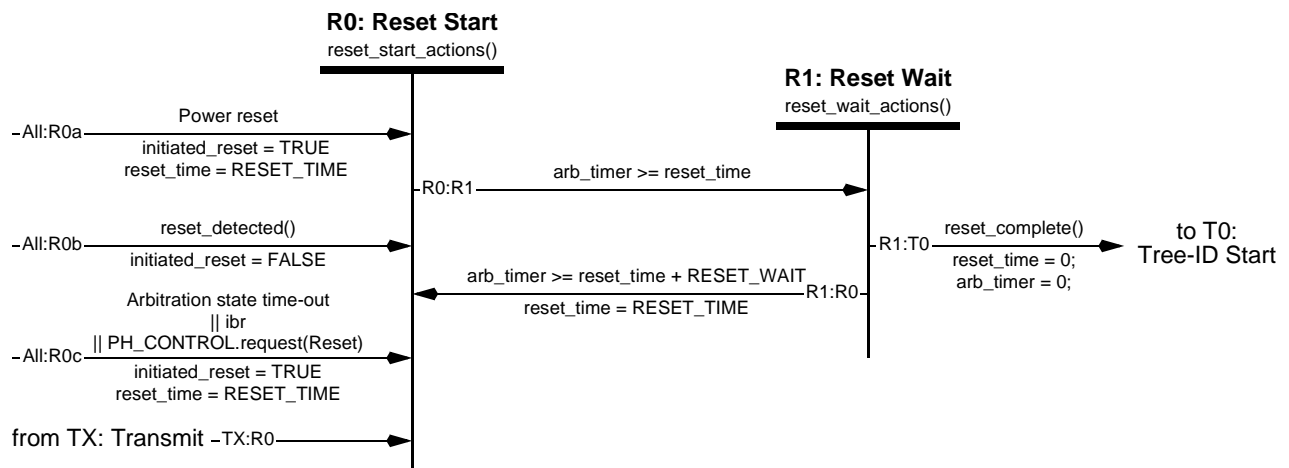 R0: Reset Start
reset_start_actions()
R1: Reset Wait
reset_wait_actions()
All:R0a
Power reset
initiated_reset = TRUE
reset_time = RESET_TIME
R0:R1
arb_timer >= reset_time
All:R0b
reset_detected()
initiated_reset = FALSE
R1:T0
reset_complete()
reset_time = 0;
arb_timer = 0;
to T0:
Tree-ID Start
arb_timer >= reset_time + RESET_WAIT
R1:R0
reset_time = RESET_TIME
Arbitration state time-out
|| ibr
|| PH_CONTROL.request(Reset)
All:R0c
initiated_reset = TRUE
reset_time = RESET_TIME
from TX: Transmit
TX:R0